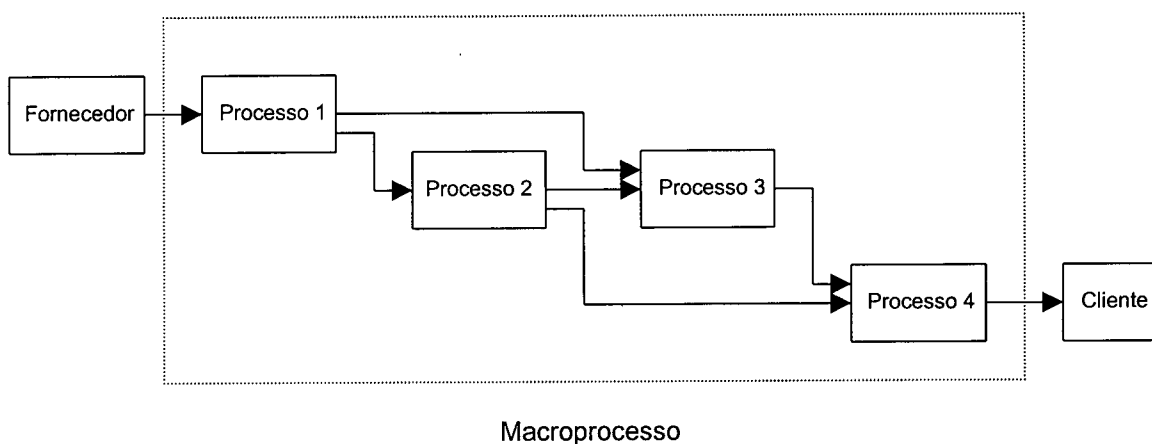 Fornecedor
Processo 1
Processo 2
Processo 3
Processo 4
Cliente
Macroprocesso